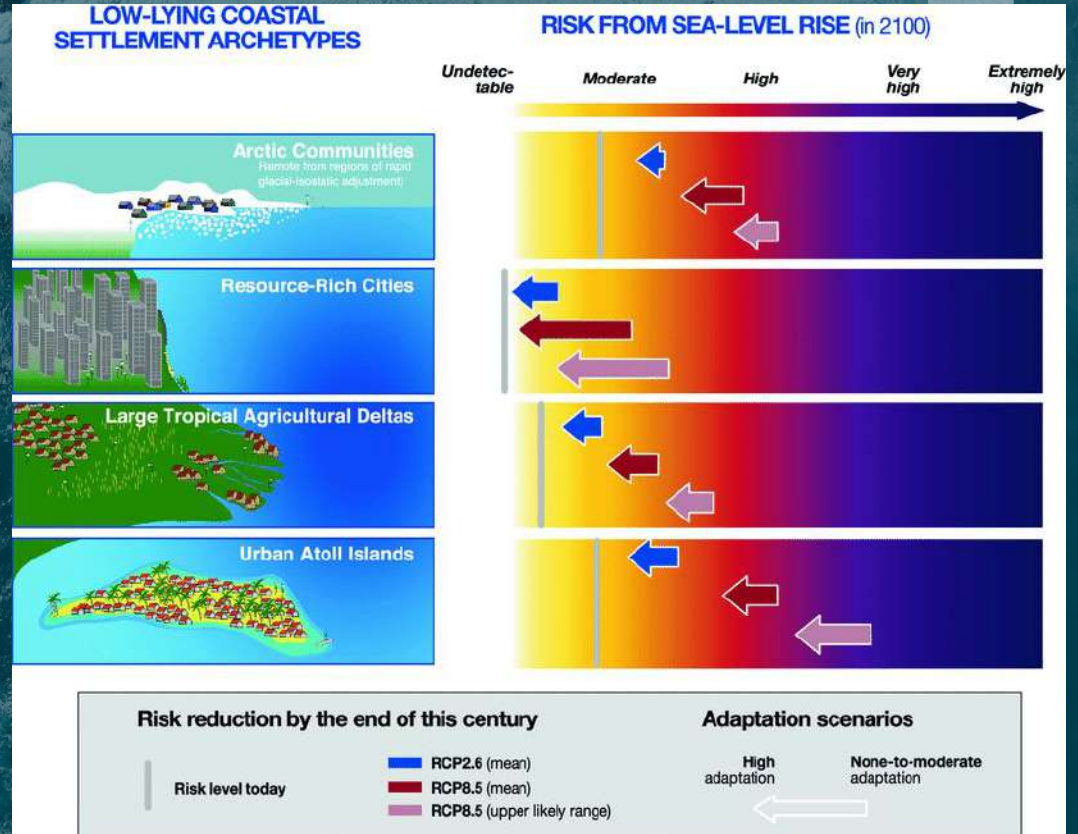 LOW-LYING COASTAL
SETTLEMENT ARCHETYPES
RISK FROM SEA-LEVEL RISE (in 2100)
Undetec-
table
Moderate
High
Very
high
Extremely
high
Arctic Communities
Remote from regions of rapid
glacial-isostatic adjustment)
Resource-Rich Cities
Large Tropical Agricultural Deltas
Urban Atoll Islands
Risk reduction by the end of this century
Risk level today
RCP2.6 (mean)
RCP8.5 (mean)
RCP8.5 (upper likely range)
Adaptation scenarios
High
adaptation
None-to-moderate
adaptation